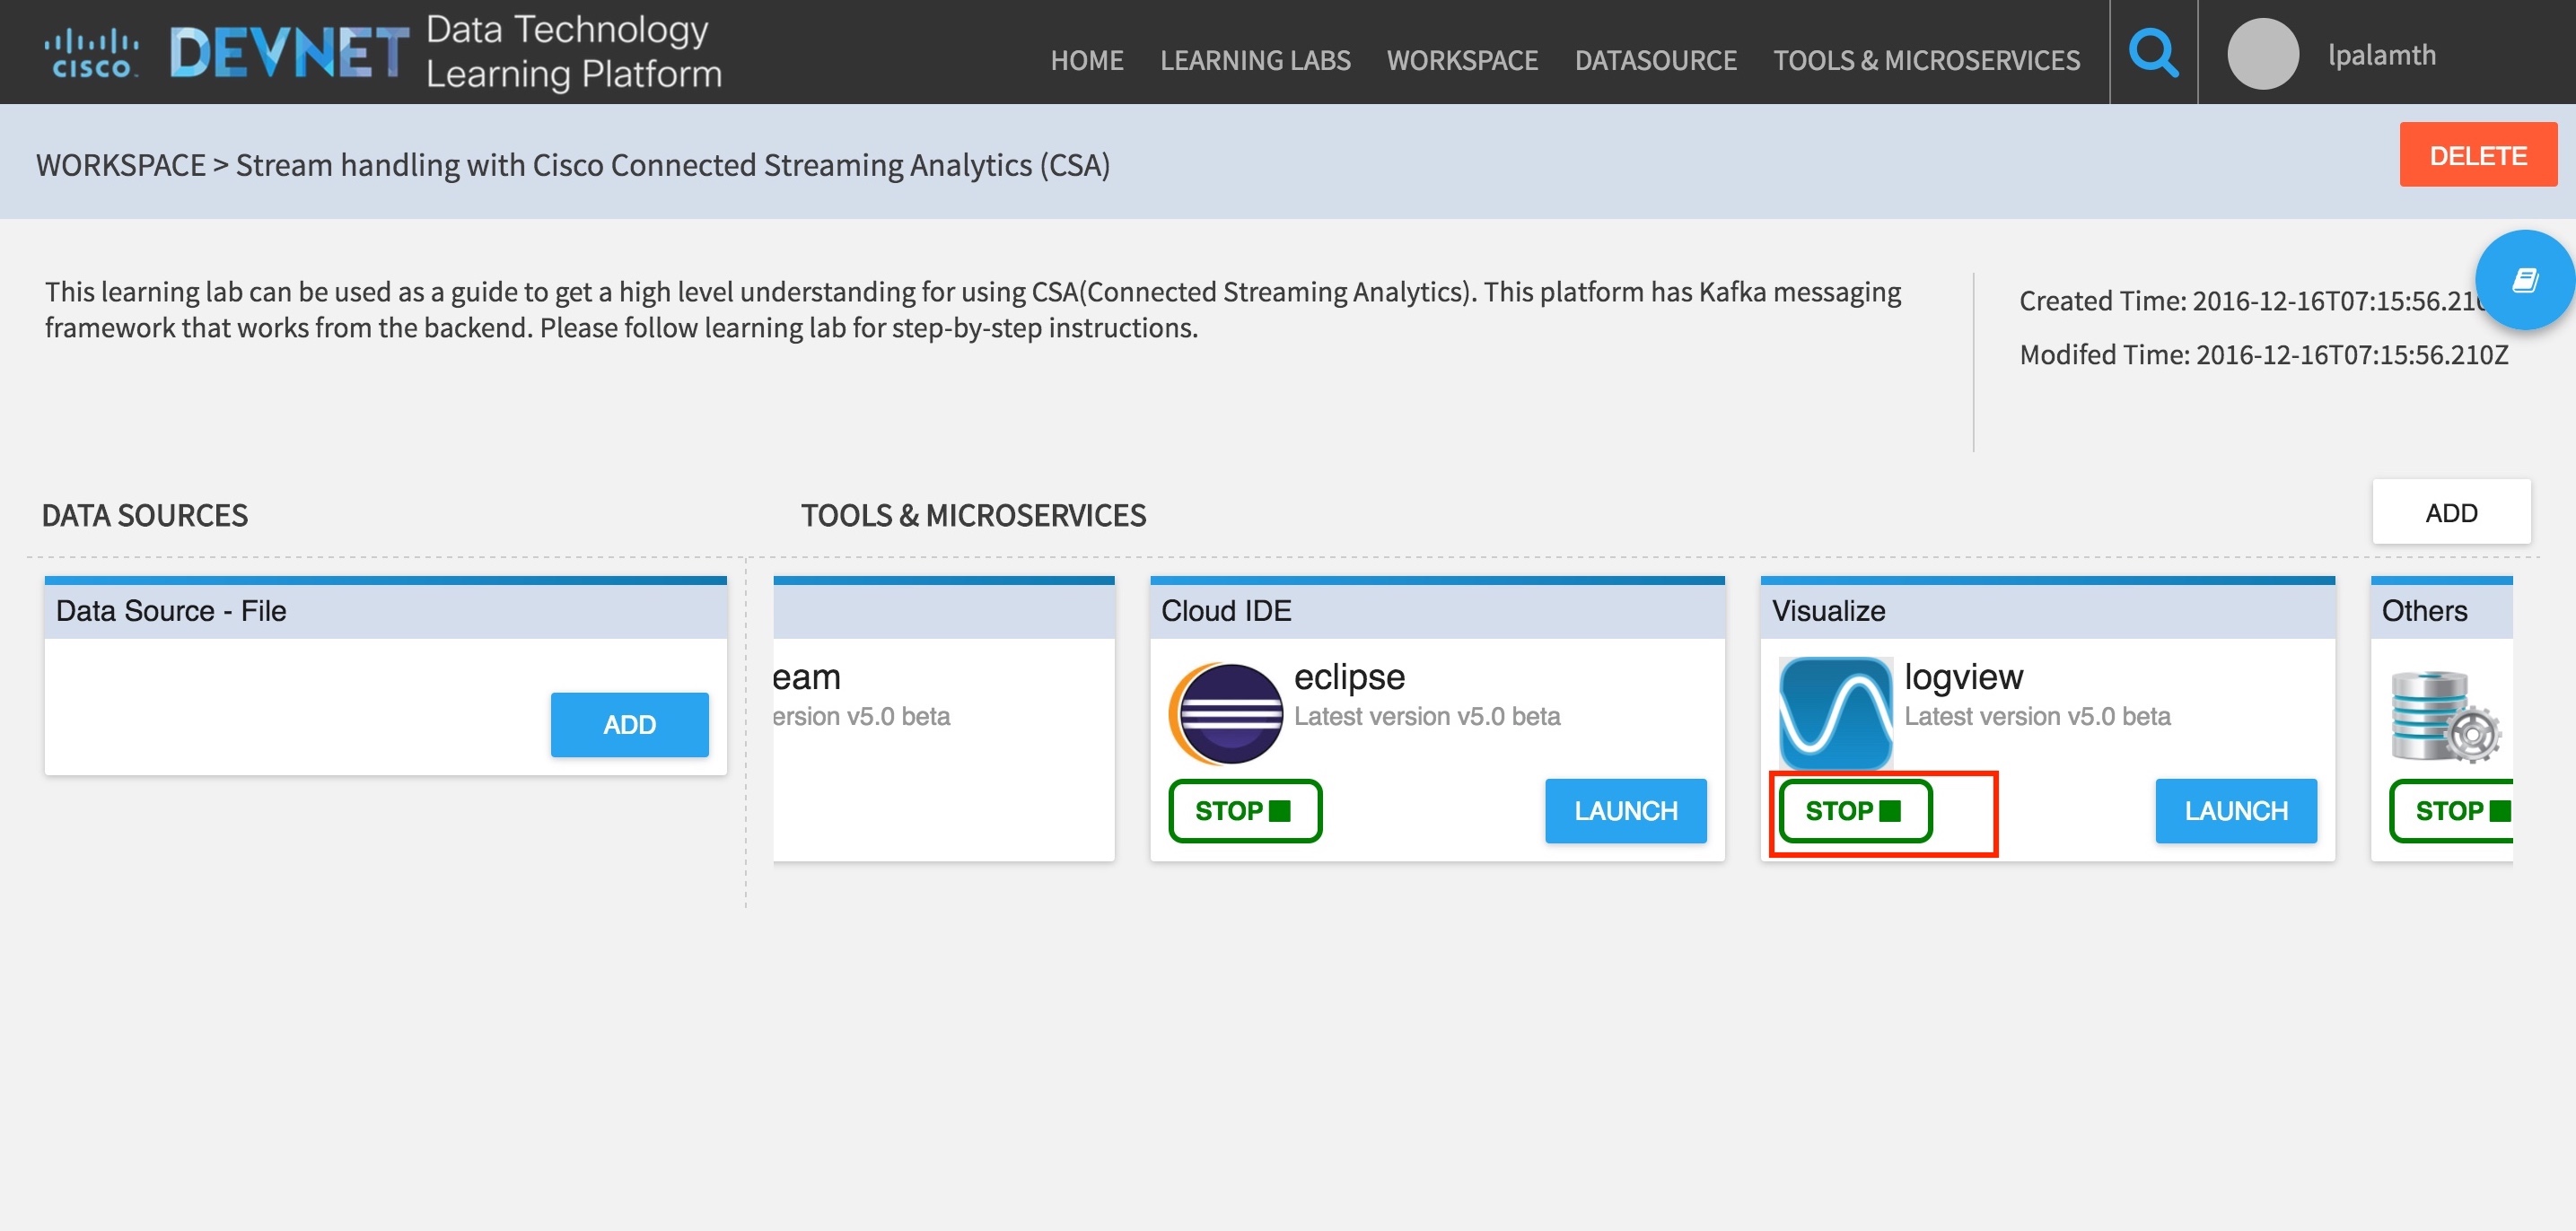 CISCO
DEVNET
Data Technology
Learning Platform
HOME LEARNING LABS WORKSPACE DATASOURCE TOOLS & MICROSERVICES
lpalamth
WORKSPACE > Stream handling with Cisco Connected Streaming Analytics (CSA)
DELETE
This learning lab can be used as a guide to get a high level understanding for using CSA(Connected Streaming Analytics). This platform has Kafka messaging
framework that works from the backend. Please follow learning lab for step-by-step instructions.
Created Time: 2016-12-16T07:15:56.21
Modifed Time: 2016-12-16T07:15:56.210Z
DATA SOURCES
TOOLS & MICROSERVICES
ADD
Data Source - File
ADD
eam
ersion v5.0 beta
Cloud IDE
eclipse
Latest version v5.0 beta
STOP
LAUNCH
Visualize
logview
Latest version v5.0 beta
STOP
LAUNCH
Others
STOP